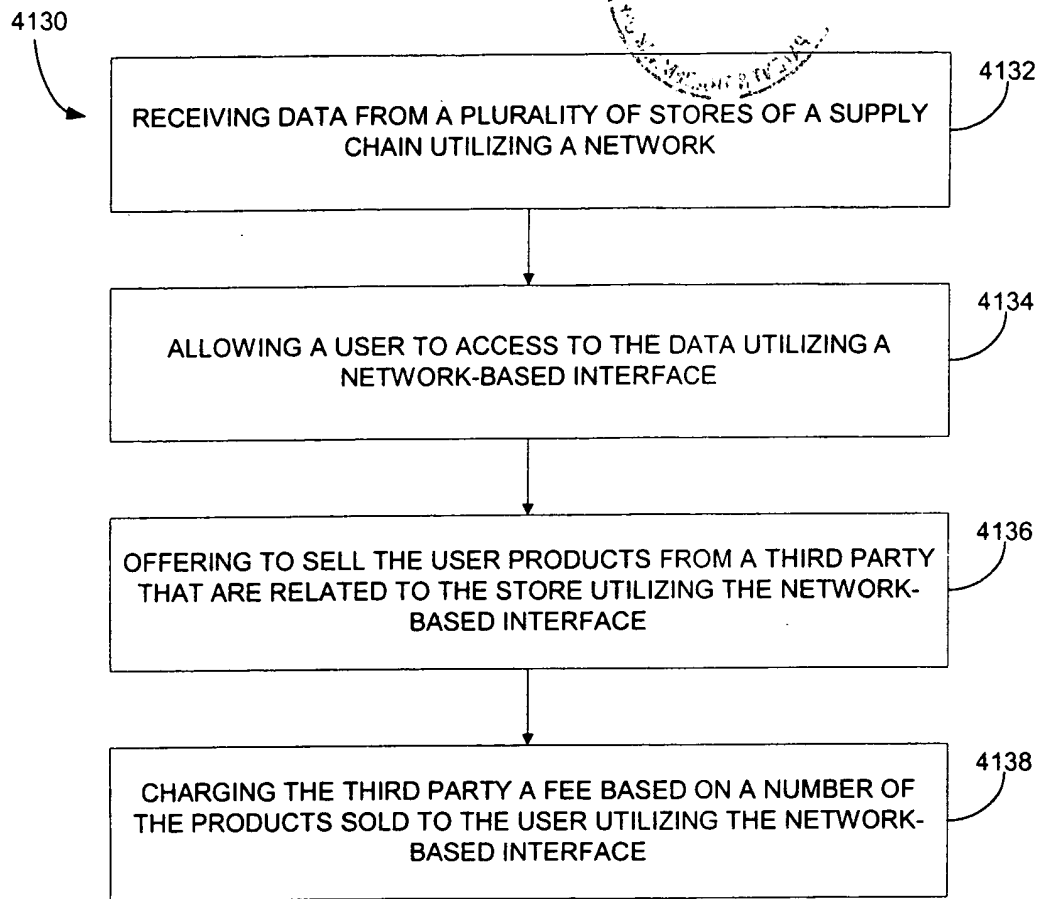 4130
4132
RECEIVING DATA FROM A PLURALITY OF STORES OF A SUPPLY
CHAIN UTILIZING A NETWORK
4134
ALLOWING A USER TO ACCESS TO THE DATA UTILIZING A
NETWORK-BASED INTERFACE
4136
OFFERING TO SELL THE USER PRODUCTS FROM A THIRD PARTY
THAT ARE RELATED TO THE STORE UTILIZING THE NETWORK-
BASED INTERFACE
4138
CHARGING THE THIRD PARTY A FEE BASED ON A NUMBER OF
THE PRODUCTS SOLD TO THE USER UTILIZING THE NETWORK-
BASED INTERFACE